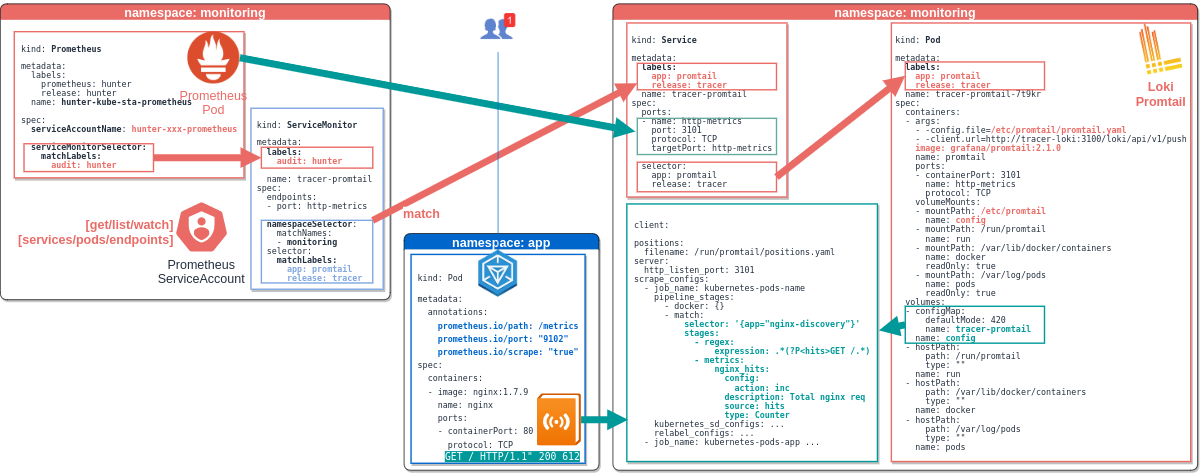 namespace: monitoring
kind: Prometheus
metadata:
labels:
prometheus: hunter
release: hunter
name: hunter-kube-sta-prometheus
spec:
serviceAccountName: hunter-xxx-prometheus
serviceMonitorSelector:
matchLabels:
audit: hunter
Prometheus
Pod
kind: ServiceMonitor
metadata:
labels:
audit: hunter
name: tracer-promtail
spec:
endpoints:
- port: http-metrics
namespaceSelector:
matchNames:
- monitoring
selector:
matchLabels:
app: promtail
release: tracer
[get/list/watch]
[services/pods/endpoints]
Prometheus
ServiceAccount
1
match
namespace: app
kind: Pod
metadata:
annotations:
prometheus.io/path: /metrics
prometheus.io/port: "9102"
prometheus.io/scrape: "true"
spec:
containers:
- image: nginx:1.7.9
name: nginx
ports:
- containerPort: 80
protocol: TCP
GET / HTTP/1.1" 200 612
namespace: monitoring
kind: Service
metadata:
labels:
app: promtail
release: tracer
name: tracer-promtail
spec:
ports:
- name: http-metrics
port: 3101
protocol: TCP
targetPort: http-metrics
selector:
app: promtail
release: tracer
client:
positions:
filename: /run/promtail/positions.yaml
server:
http_listen_port: 3101
scrape_configs:
- job_name: kubernetes-pods-name
pipeline_stages:
- docker: {}
- match:
selector: '{app="nginx-discovery"}'
stages:
- regex:
expression: .*(?P<hits>GET /.*)
- metrics:
nginx_hits:
config:
action: inc
description: Total nginx req
source: hits
type: Counter
kubernetes_sd_configs: ...
relabel_configs: ...
- job_name: kubernetes-pods-app ...
kind: Pod
metadata:
labels:
app: promtail
release: tracer
name: tracer-promtail-7t9kr
spec:
containers:
- args:
- -config.file=/etc/promtail/promtail.yaml
- -client.url=http://tracer-loki:3100/loki/api/v1/push
image: grafana/promtail:2.1.0
name: promtail
ports:
- containerPort: 3101
name: http-metrics
protocol: TCP
volumeMounts:
- mountPath: /etc/promtail
name: config
- mountPath: /run/promtail
name: run
- mountPath: /var/lib/docker/containers
name: docker
readOnly: true
- mountPath: /var/log/pods
name: pods
readOnly: true
volumes:
- configMap:
defaultMode: 420
name: tracer-promtail
name: config
- hostPath:
path: /run/promtail
type: ""
name: run
- hostPath:
path: /var/lib/docker/containers
type: ""
name: docker
- hostPath:
path: /var/log/pods
type: ""
name: pods
Loki
Promtail